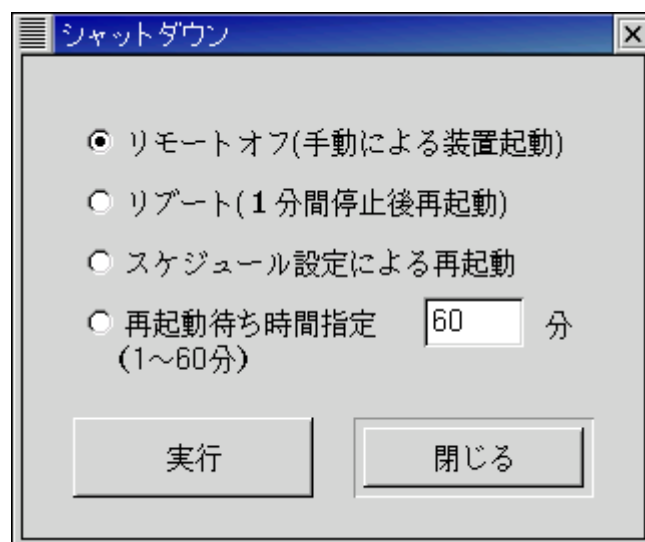 シャットダウン
リモートオフ(手動による装置起動)
リブート(1分間停止後再起動)
スケジュール設定による再起動
再起動待ち時間指定 60 分
(1～60分)
実行 閉じる